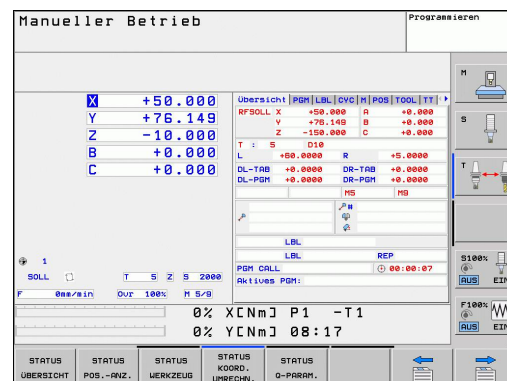 Manueller Betrieb
Programmieren
X +50.000
Y +76.149
Z -10.000
B +0.000
C +0.000
Übersicht PGM LBL CYC M POS TOOL TT
RFSOLL X +50.000 A +0.000
Y +76.149 B +0.000
Z -150.000 C +0.000
T : 5 D10
L +60.0000 R +5.0000
DL-TAB +0.0000 DR-TAB +0.0000
DL-PGM +0.0000 DR-PGM +0.0000
M5 M9
P#
LBL
LBL REP
PGM CALL 00:00:07
Aktives PGM:
1
SOLL T 5 Z S 2000
F 0mm/min Ovr 100% M 5/9
0% X[Nm] P1 -T1
0% Y[Nm] 08:17
M
S
T
S100%
AUS EIN
F100%
AUS EIN
STATUS ÜBERSICHT
STATUS POS.-ANZ.
STATUS WERKZEUG
STATUS KOORD. UMRECHN.
STATUS Q-PARAM.